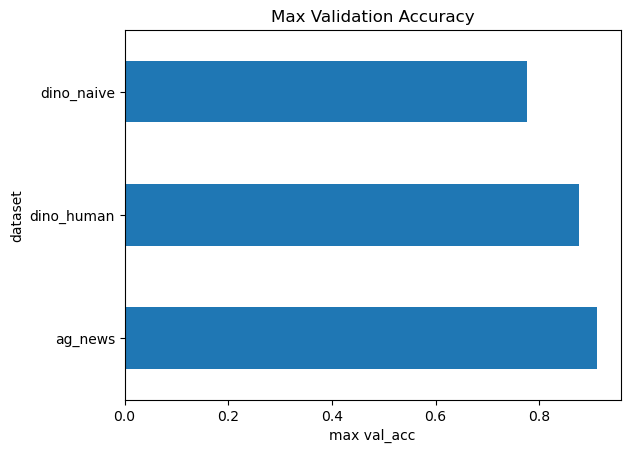 Max Validation Accuracy
dino_naive
dino_human
ag_news
dataset
0.0 0.2 0.4 0.6 0.8
max val_acc